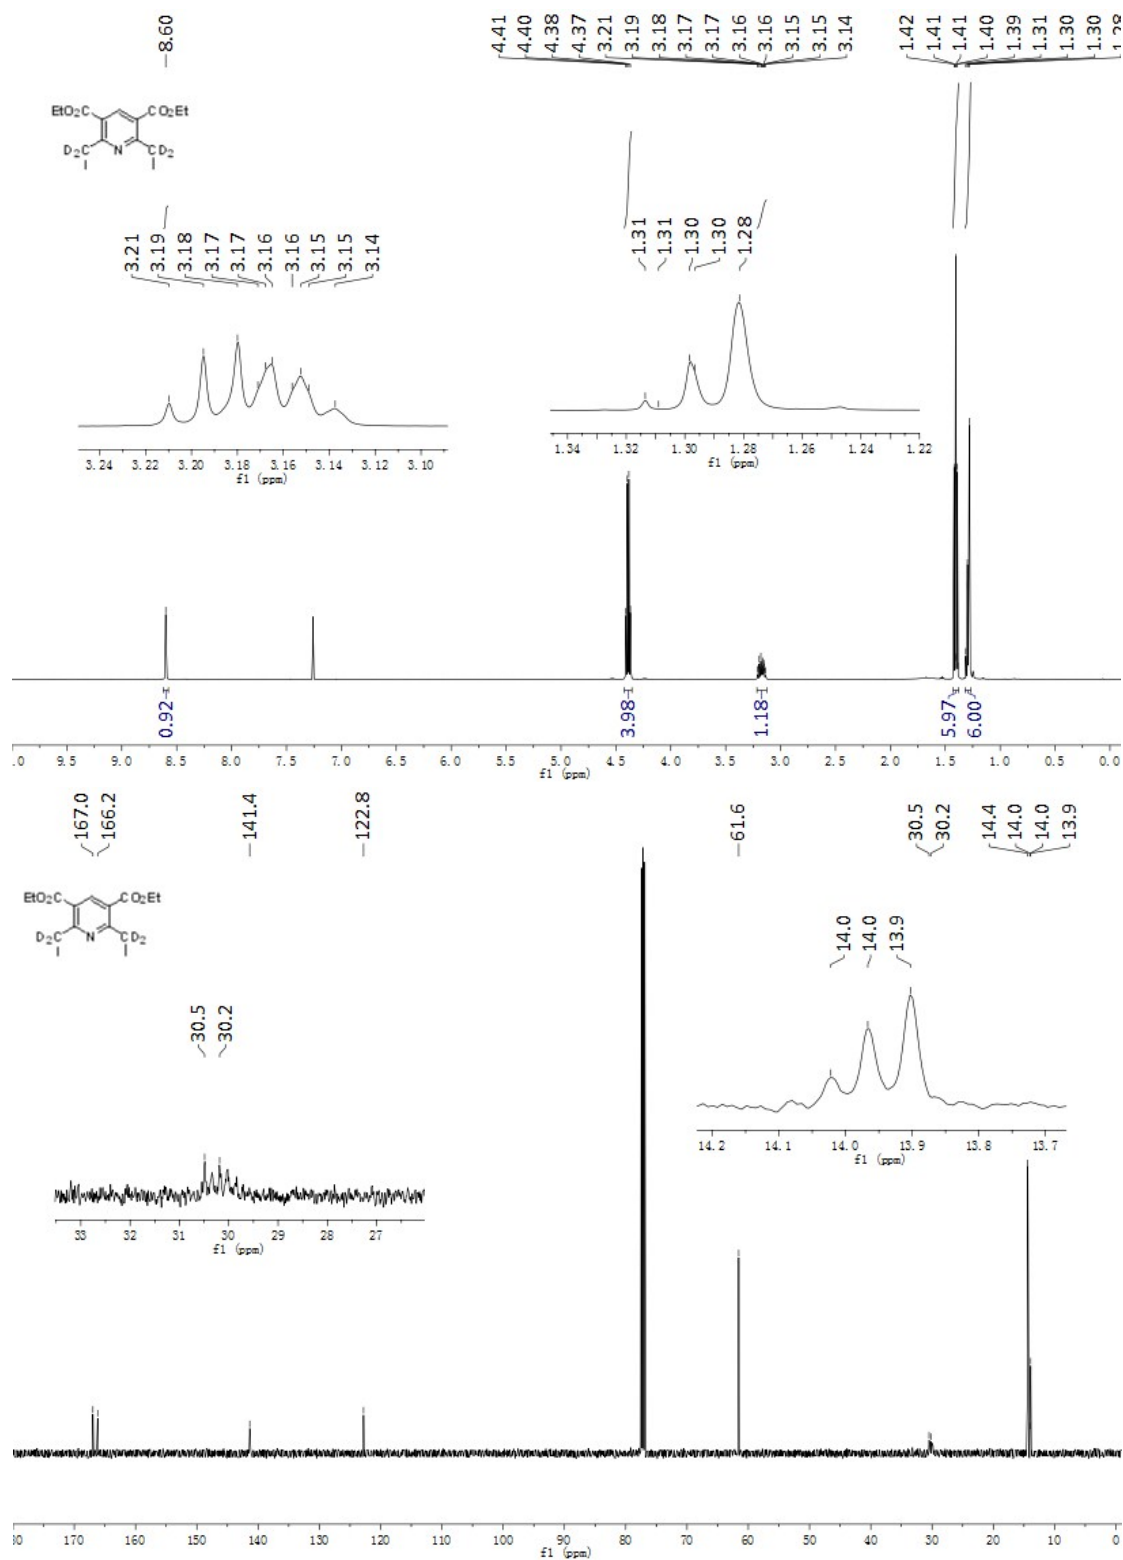 8.60
4.41 4.40 4.38 4.37 3.21 3.19 3.18 3.17 3.17 3.16 3.16 3.15 3.15 3.14
1.42 1.41 1.41 1.40 1.39 1.31 1.30 1.30 1.28
EtO₂C CO₂Et
D₂C N CD₂
3.21 3.19 3.18 3.17 3.17 3.16 3.16 3.15 3.15 3.14
1.31 1.31 1.30 1.30 1.28
3.24 3.22 3.20 3.18 3.16 3.14 3.12 3.10
f1 (ppm)
1.34 1.32 1.30 1.28 1.26 1.24 1.22
f1 (ppm)
0.92 3.98 1.18 5.97 6.00
.0 9.5 9.0 8.5 8.0 7.5 7.0 6.5 6.0 5.5 5.0 4.5 4.0 3.5 3.0 2.5 2.0 1.5 1.0 0.5 0.0
f1 (ppm)
167.0 166.2 141.4 122.8 61.6 30.5 30.2 14.4 14.0 14.0 13.9
EtO₂C CO₂Et
D₂C N CD₂
14.0 14.0 13.9
30.5 30.2
14.2 14.1 14.0 13.9 13.8 13.7
f1 (ppm)
33 32 31 30 29 28 27
f1 (ppm)
80 170 160 150 140 130 120 110 100 90 80 70 60 50 40 30 20 10 0
f1 (ppm)